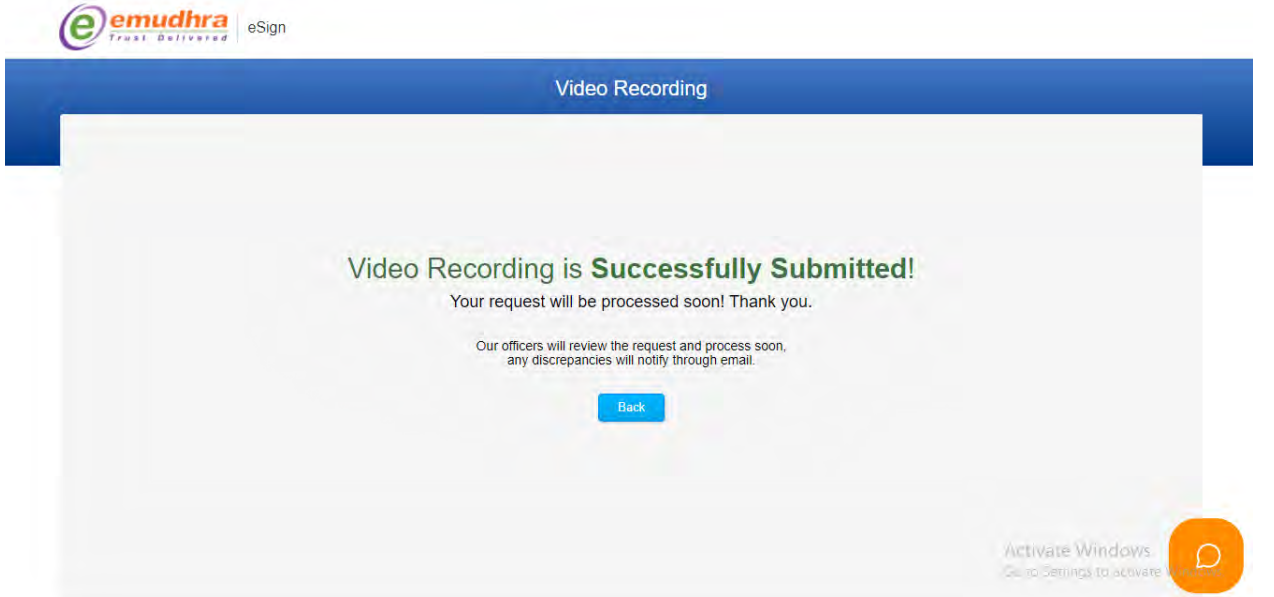 emudhra
Trust Delivered
eSign
Video Recording
Video Recording is Successfully Submitted!
Your request will be processed soon! Thank you.
Our officers will review the request and process soon,
any discrepancies will notify through email.
Back
Activate Windows
Go to Settings to activate